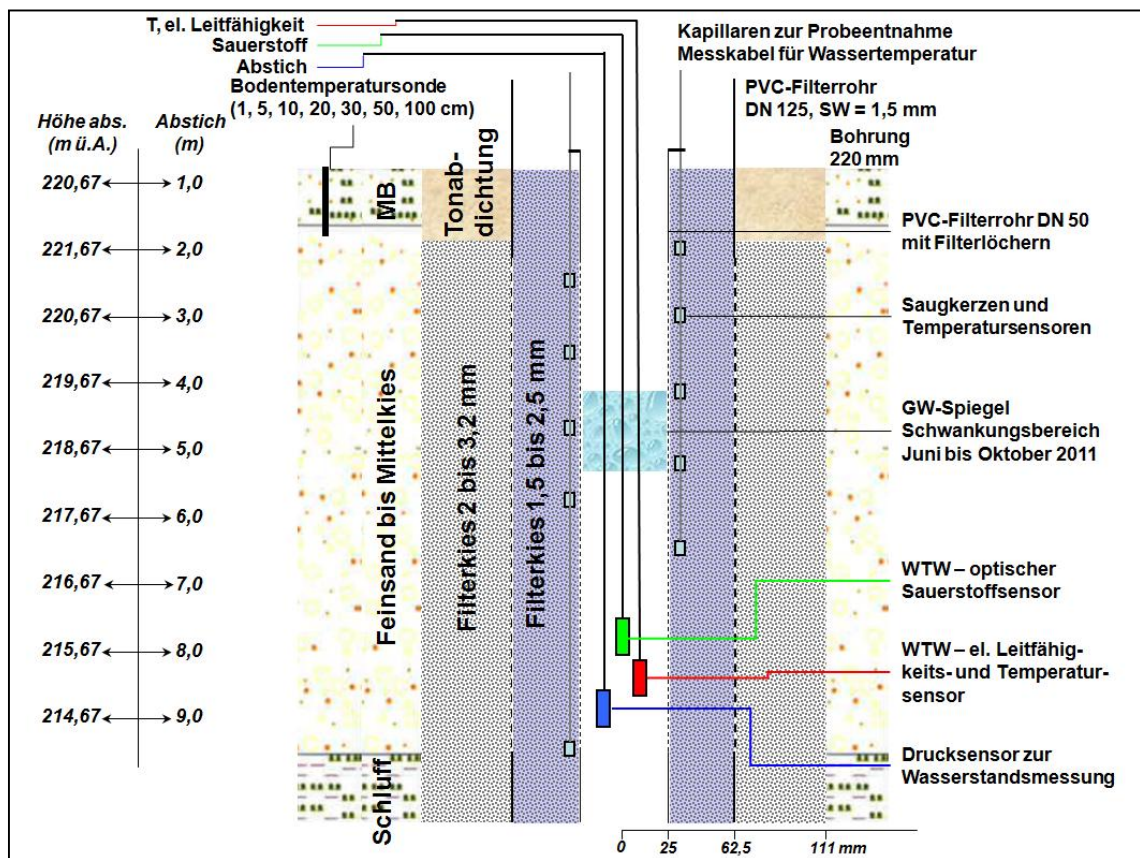 T, el. Leitfähigkeit
Sauerstoff
Abstich
Bodentemperatursonde
(1, 5, 10, 20, 30, 50, 100 cm)
Kapillaren zur Probeentnahme
Messkabel für Wassertemperatur
PVC-Filterrohr
DN 125, SW = 1,5 mm
Bohrung
220 mm
Höhe abs.
(m ü.A.)
Abstich
(m)
220,67
1,0
221,67
2,0
220,67
3,0
219,67
4,0
218,67
5,0
217,67
6,0
216,67
7,0
215,67
8,0
214,67
9,0
MB
Feinsand bis Mittelkies
Schluff
Tonab-
dichtung
Filterkies 2 bis 3,2 mm
Filterkies 1,5 bis 2,5 mm
PVC-Filterrohr DN 50
mit Filterlöchern
Saugkerzen und
Temperatursensoren
GW-Spiegel
Schwankungsbereich
Juni bis Oktober 2011
WTW – optischer
Sauerstoffsensor
WTW – el. Leitfähig-
keits- und Temperatur-
sensor
Drucksensor zur
Wasserstandsmessung
0
25
62,5
111 mm